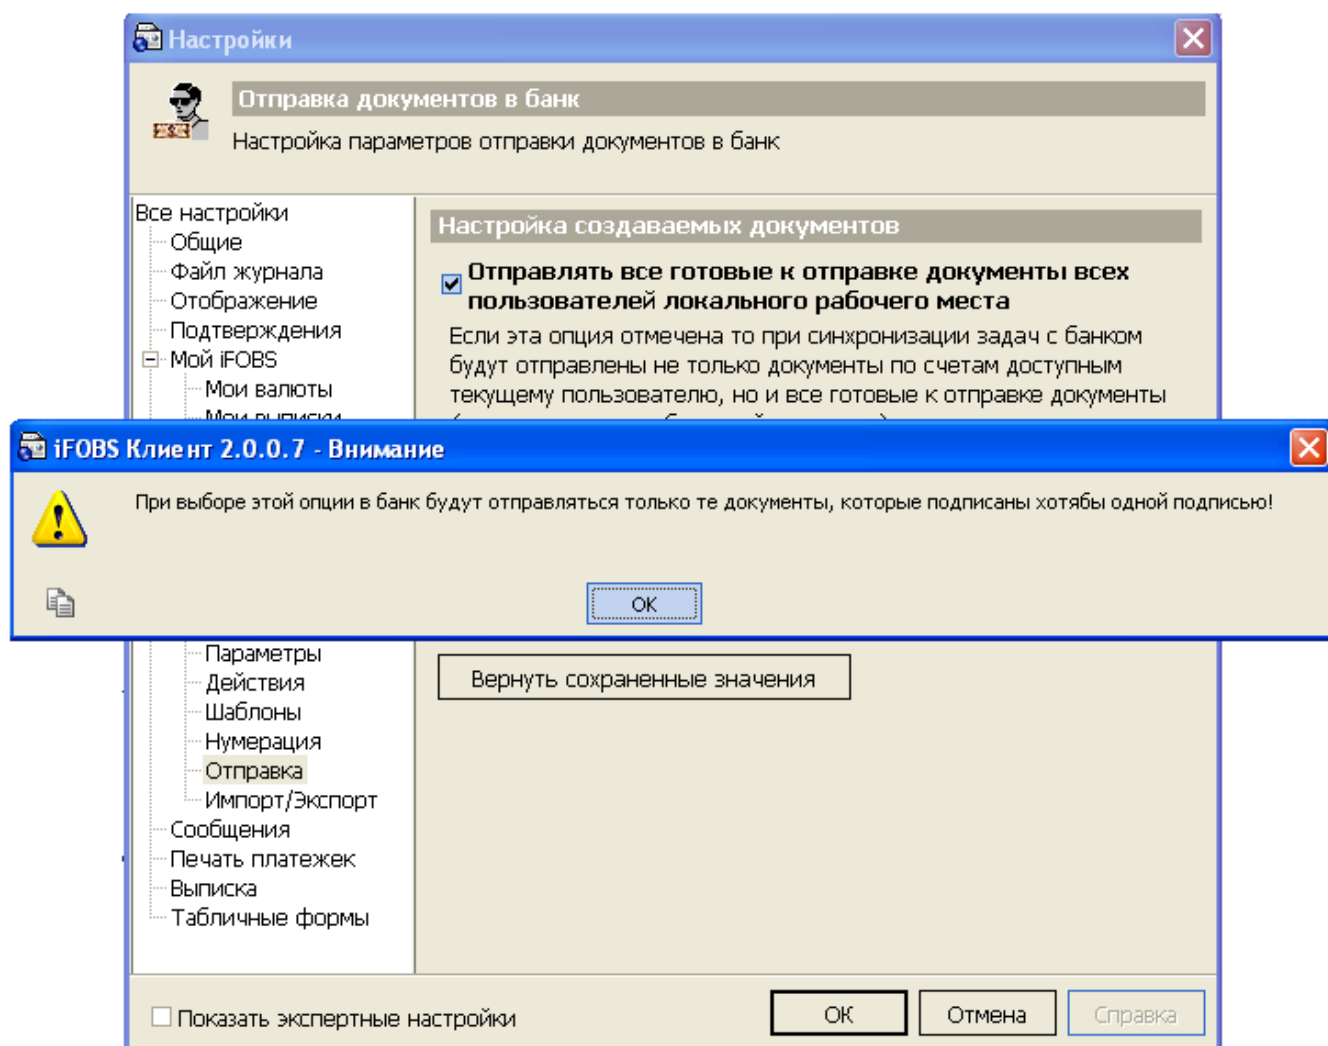 Настройки
Отправка документов в банк
Настройка параметров отправки документов в банк
Все настройки
Общие
Файл журнала
Отображение
Подтверждения
Мой iFOBS
Мои валюты
Мои выписки
Настройка создаваемых документов
Отправлять все готовые к отправке документы всех
пользователей локального рабочего места
Если эта опция отмечена то при синхронизации задач с банком
будут отправлены не только документы по счетам доступным
текущему пользователю, но и все готовые к отправке документы
iFOBS Клиент 2.0.0.7 - Внимание
При выборе этой опции в банк будут отправляться только те документы, которые подписаны хотябы одной подписью!
OK
Параметры
Действия
Шаблоны
Нумерация
Отправка
Импорт/Экспорт
Сообщения
Печать платежек
Выписка
Табличные формы
Вернуть сохраненные значения
Показать экспертные настройки
ОК
Отмена
Справка